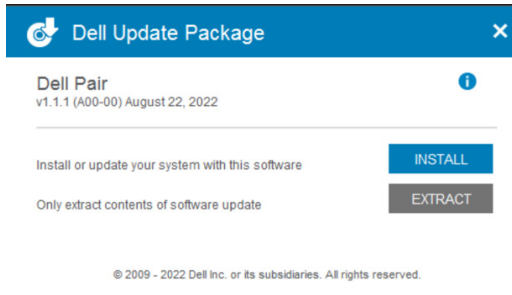 Dell Update Package
Dell Pair
v1.1.1 (A00-00) August 22, 2022
Install or update your system with this software
INSTALL
Only extract contents of software update
EXTRACT
© 2009 - 2022 Dell Inc. or its subsidiaries. All rights reserved.